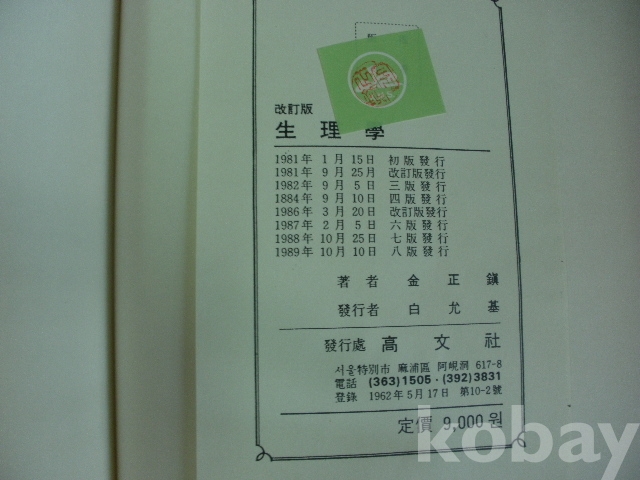 改訂版
生理學
1981年 1月 15日 初版發行
1981年 9月 25月 改訂版發行
1982年 9月 5日 三版發行
1884年 9月 10日 四版發行
1986年 3月 20日 改訂版發行
1987年 2月 5日 六版發行
1988年 10月 25日 七版發行
1989年 10月 10日 八版發行
著者 金正鎭
發行者 白尤基
發行處 高文社
서울特別市 麻浦區 阿峴洞 617-8
電話 (363)1505·(392)3831
登錄 1962年 5月 17日 第10-2號
定價 9,000원
kobay